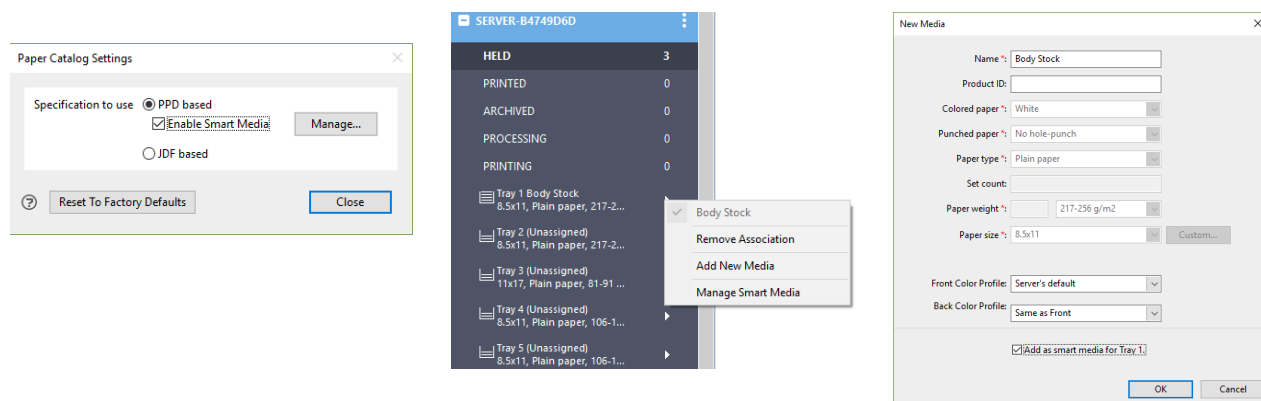 Paper Catalog Settings
Specification to use PPD based
Enable Smart Media
Manage...
JDF based
Reset To Factory Defaults
Close
SERVER-B4749D6D
HELD 3
PRINTED 0
ARCHIVED 0
PROCESSING 0
PRINTING 0
Tray 1 Body Stock
8.5x11, Plain paper, 217-2...
Tray 2 (Unassigned)
8.5x11, Plain paper, 217-2...
Tray 3 (Unassigned)
11x17, Plain paper, 81-91 ...
Tray 4 (Unassigned)
8.5x11, Plain paper, 106-1...
Tray 5 (Unassigned)
8.5x11, Plain paper, 106-1...
Body Stock
Remove Association
Add New Media
Manage Smart Media
New Media
Name *: Body Stock
Product ID:
Colored paper *: White
Punched paper *: No hole-punch
Paper type *: Plain paper
Set count:
Paper weight *: 217-256 g/m2
Paper size *: 8.5x11 Custom...
Front Color Profile: Server's default
Back Color Profile: Same as Front
Add as smart media for Tray 1.
OK Cancel